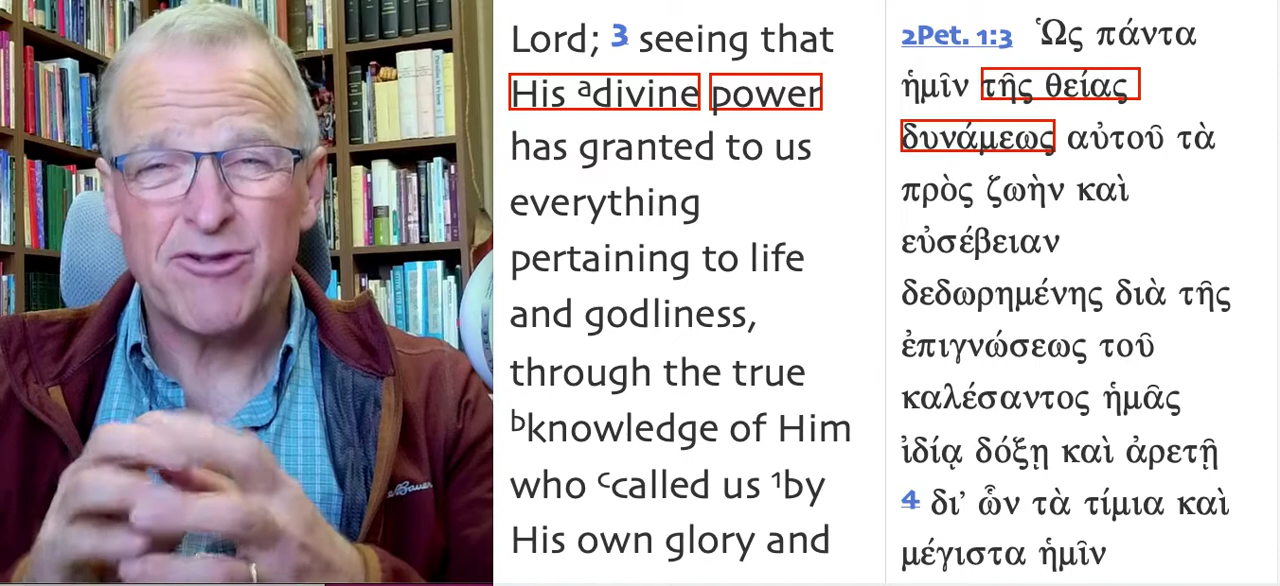 Lord; 3 seeing that
His adivine power
has granted to us
everything
pertaining to life
and godliness,
through the true
bknowledge of Him
who ccalled us 1by
His own glory and
2Pet. 1:3 Ὡς πάντα
ἡμῖν τῆς θείας
δυνάμεως αὐτοῦ τὰ
πρὸς ζωὴν καὶ
εὐσέβειαν
δεδωρημένης διὰ τῆς
ἐπιγνώσεως τοῦ
καλέσαντος ἡμᾶς
ἰδίᾳ δόξῃ καὶ ἀρετῇ
4 δι’ ὧν τὰ τίμια καὶ
μέγιστα ἡμῖν